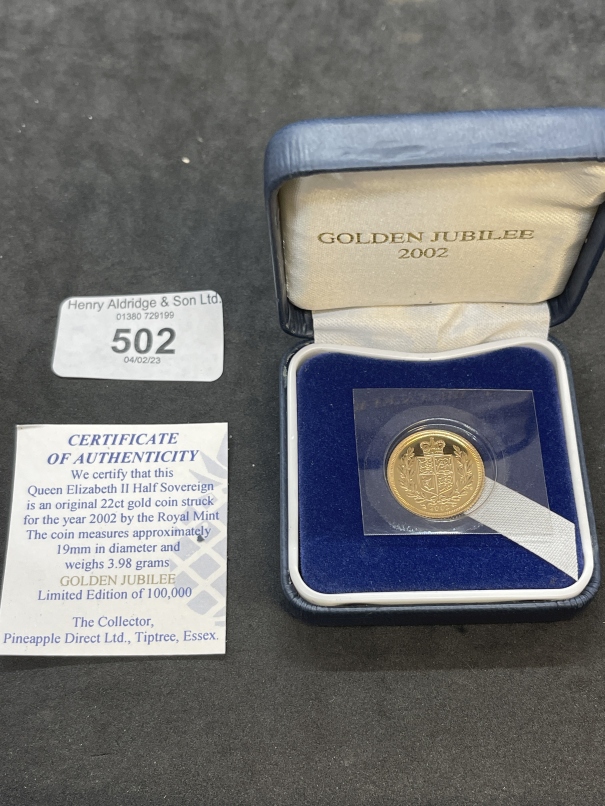 GOLDEN JUBILEE
2002
Henry Aldridge & Son Ltd.
01380 729199
502
04/02/23
CERTIFICATE
OF AUTHENTICITY
We certify that this
Queen Elizabeth II Half Sovereign
is an original 22ct gold coin struck
for the year 2002 by the Royal Mint
The coin measures approximately
19mm in diameter and
weighs 3.98 grams
GOLDEN JUBILEE
Limited Edition of 100,000
The Collector,
Pineapple Direct Ltd., Tiptree, Essex.